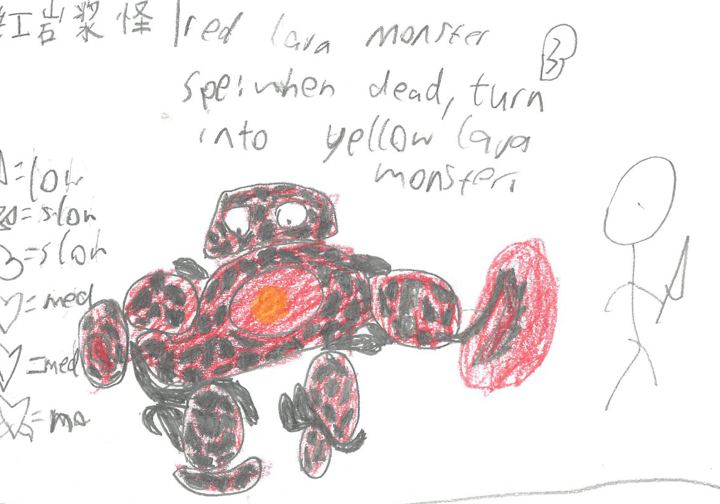 红岩浆怪 | red lava monster
spe: when dead, turn
into yellow lava
monster.
=low
=slow
=slow
=med
=med